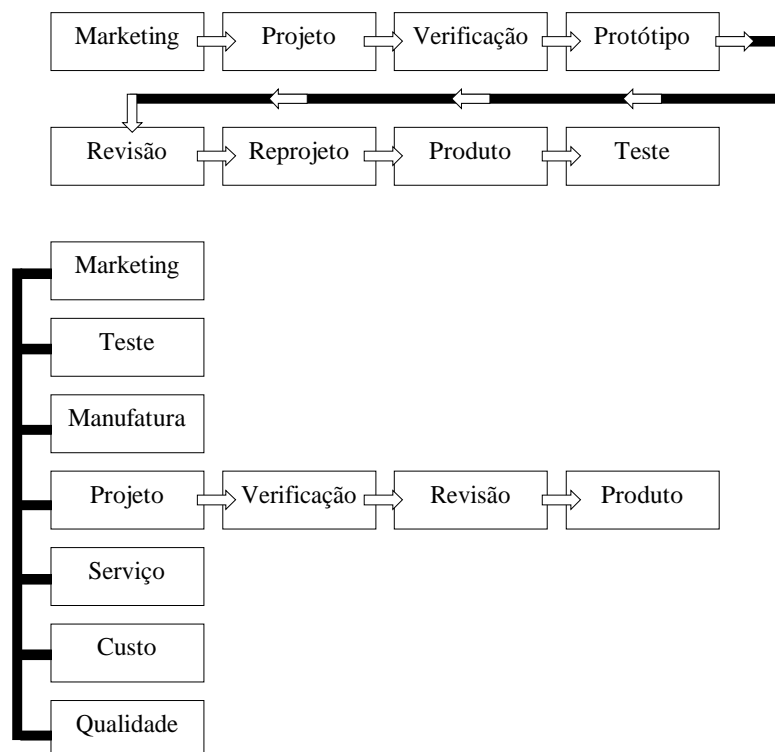 Marketing Projeto Verificação Protótipo
Revisão Reprojeto Produto Teste
Marketing
Teste
Manufatura
Projeto Verificação Revisão Produto
Serviço
Custo
Qualidade